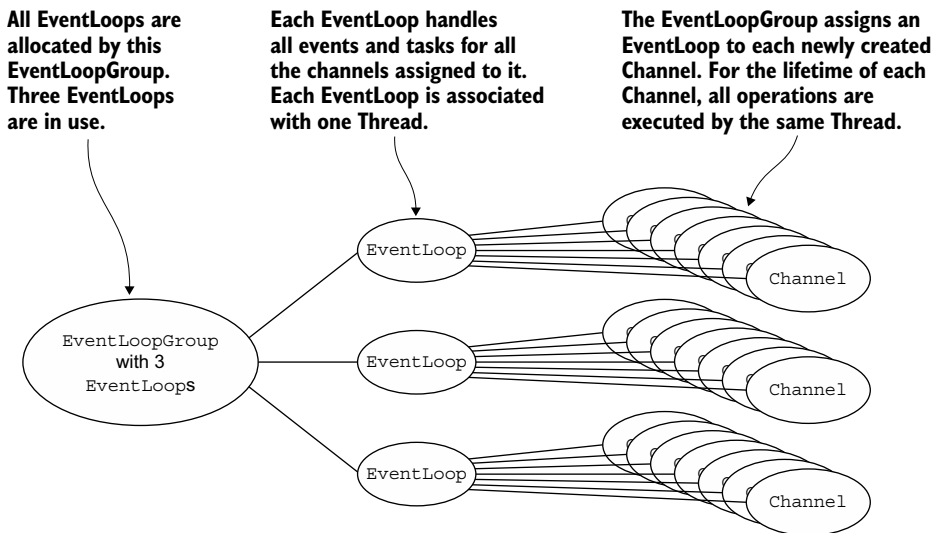 All EventLoops are
allocated by this
EventLoopGroup.
Three EventLoops
are in use.
Each EventLoop handles
all events and tasks for all
the channels assigned to it.
Each EventLoop is associated
with one Thread.
The EventLoopGroup assigns an
EventLoop to each newly created
Channel. For the lifetime of each
Channel, all operations are
executed by the same Thread.
EventLoop
Channel
EventLoopGroup
with 3
EventLoops
EventLoop
Channel
EventLoop
Channel